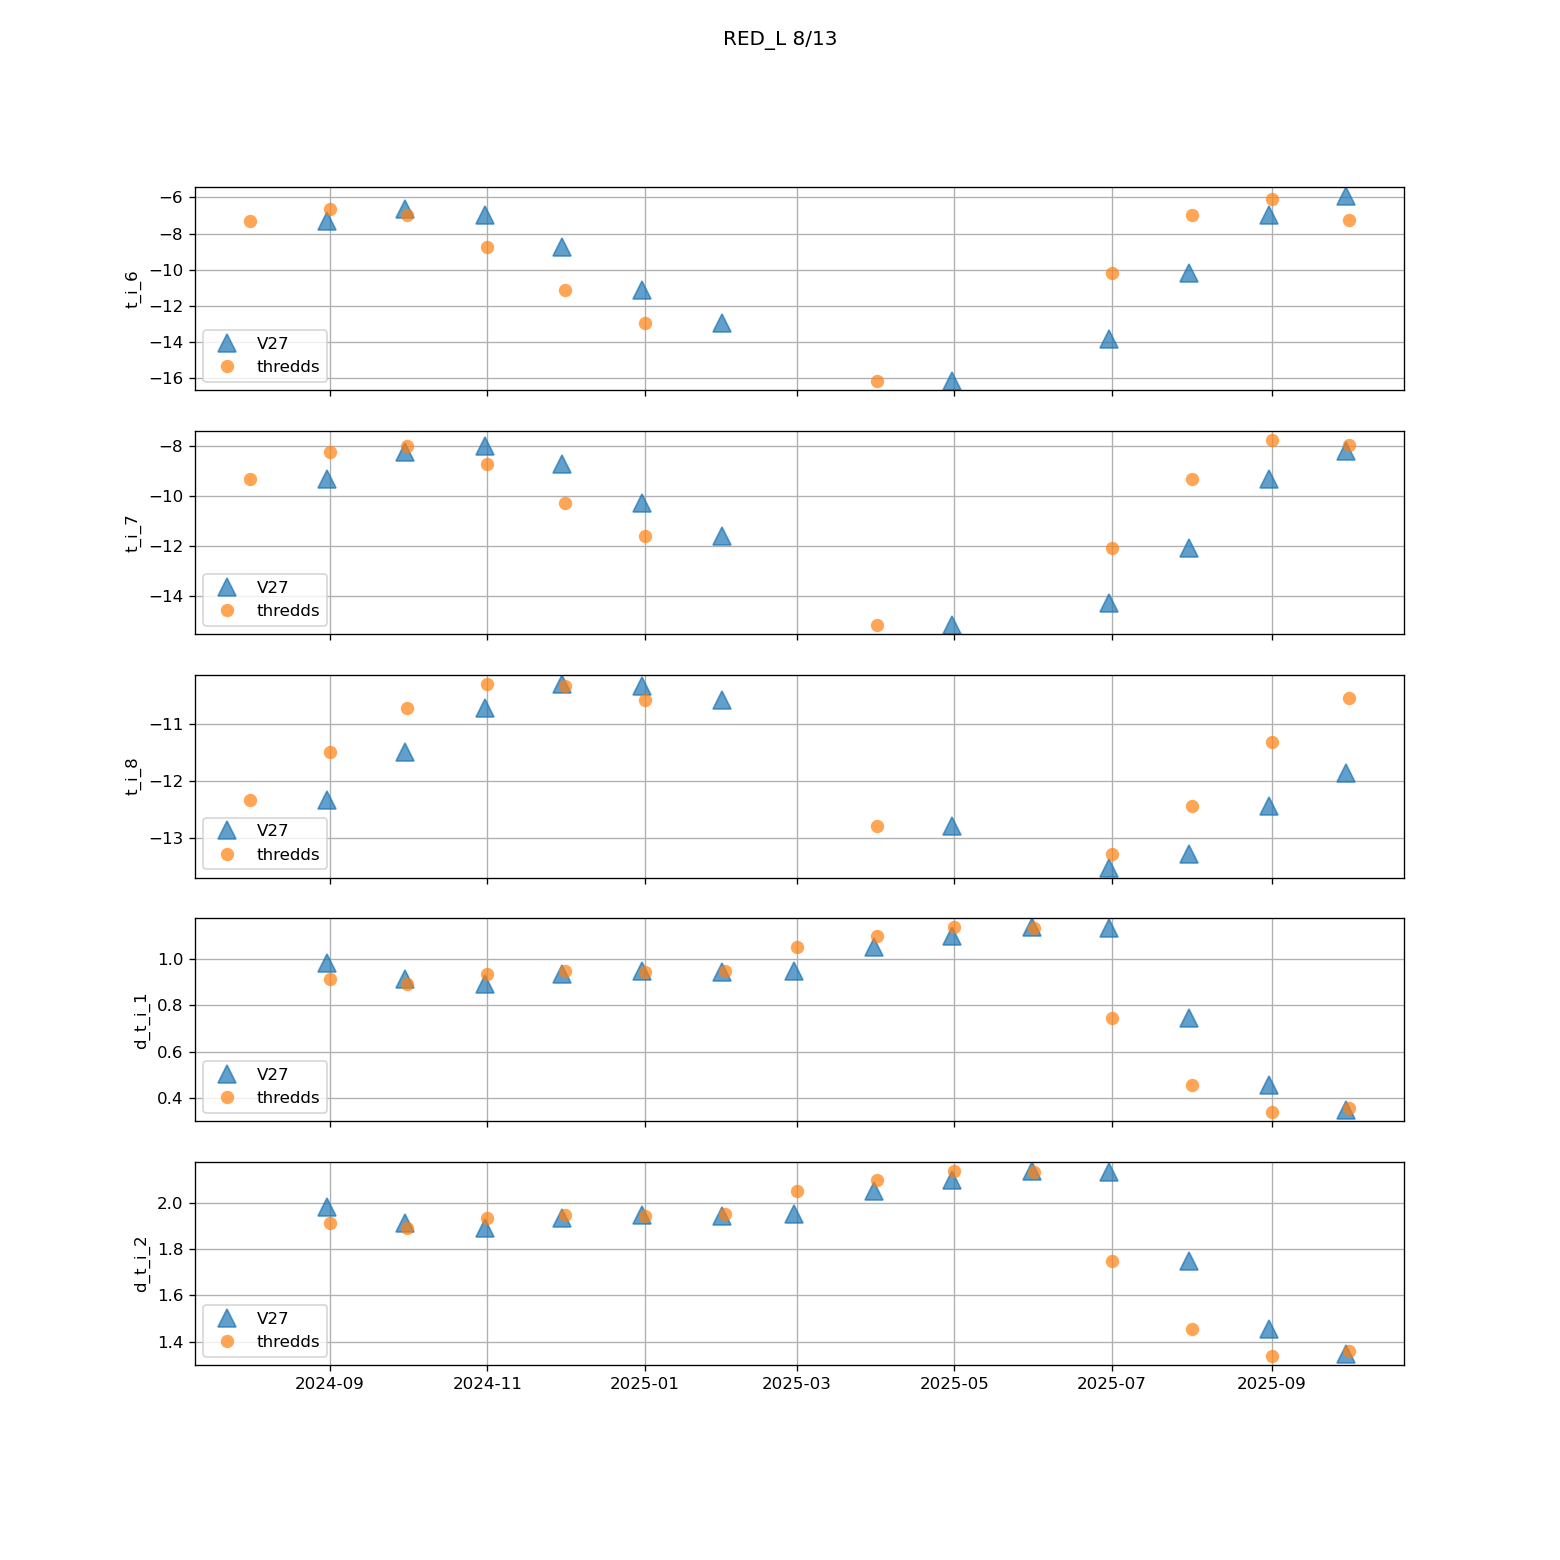 RED_L 8/13
−6
−8
−10
−12
−14
−16
t_i_6
V27
thredds
−8
−10
−12
−14
t_i_7
V27
thredds
−11
−12
−13
t_i_8
V27
thredds
1.0
0.8
0.6
0.4
d_t_i_1
V27
thredds
2.0
1.8
1.6
1.4
d_t_i_2
V27
thredds
2024-09 2024-11 2025-01 2025-03 2025-05 2025-07 2025-09